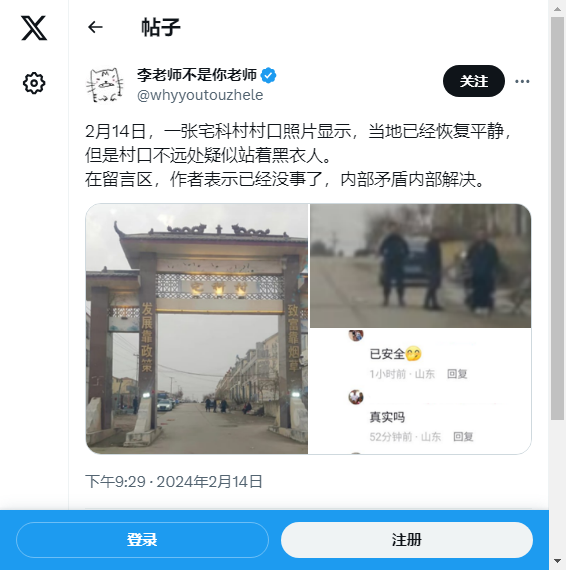 帖子
李老师不是你老师
@whyyoutouzhele
关注
2月14日，一张宅科村村口照片显示，当地已经恢复平静，
但是村口不远处疑似站着黑衣人。
在留言区，作者表示已经没事了，内部矛盾内部解决。
发展靠政策
致富靠烟草
已安全🤭
1小时前 · 山东 回复
真实吗
52分钟前 · 山东 回复
下午9:29 · 2024年2月14日
登录
注册